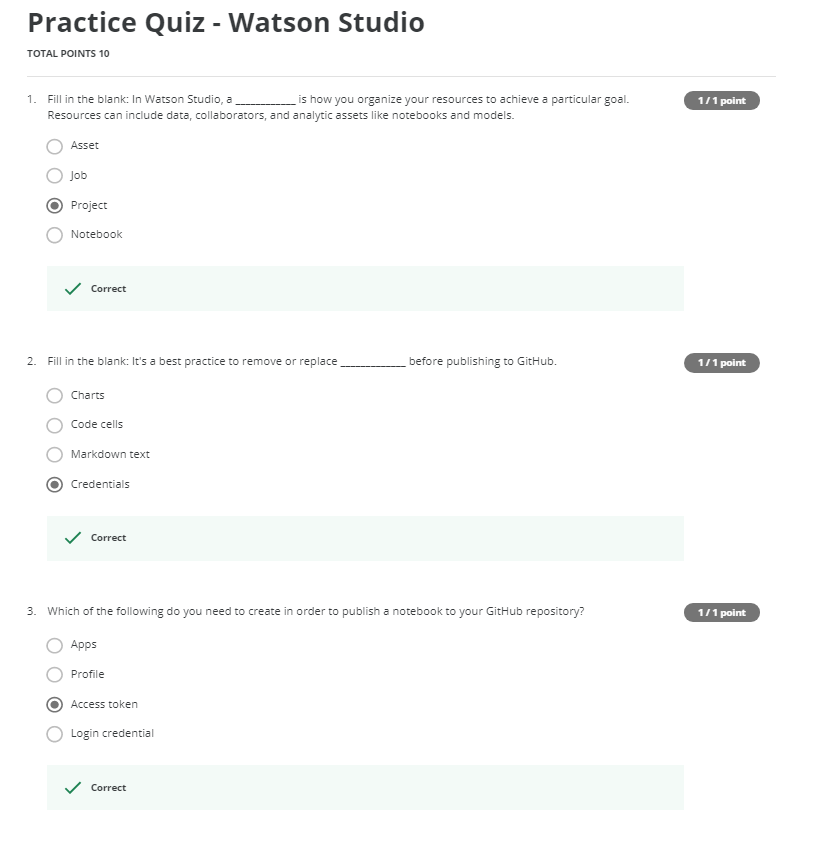 Practice Quiz - Watson Studio
TOTAL POINTS 10
1. Fill in the blank: In Watson Studio, a ____________ is how you organize your resources to achieve a particular goal. 1 / 1 point
Resources can include data, collaborators, and analytic assets like notebooks and models.
Asset
Job
Project
Notebook
Correct
2. Fill in the blank: It's a best practice to remove or replace _____________ before publishing to GitHub. 1 / 1 point
Charts
Code cells
Markdown text
Credentials
Correct
3. Which of the following do you need to create in order to publish a notebook to your GitHub repository? 1 / 1 point
Apps
Profile
Access token
Login credential
Correct